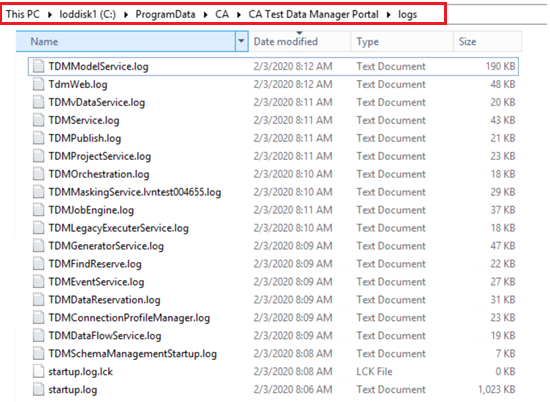 This PC ▸ loddisk1 (C:) ▸ ProgramData ▸ CA ▸ CA Test Data Manager Portal ▸ logs
Name Date modified Type Size
TDMModelService.log 2/3/2020 8:12 AM Text Document 190 KB
TdmWeb.log 2/3/2020 8:12 AM Text Document 48 KB
TDMvDataService.log 2/3/2020 8:11 AM Text Document 20 KB
TDMService.log 2/3/2020 8:11 AM Text Document 43 KB
TDMPublish.log 2/3/2020 8:11 AM Text Document 21 KB
TDMProjectService.log 2/3/2020 8:11 AM Text Document 23 KB
TDMOrchestration.log 2/3/2020 8:10 AM Text Document 18 KB
TDMMaskingService.lvntest004655.log 2/3/2020 8:10 AM Text Document 29 KB
TDMJobEngine.log 2/3/2020 8:11 AM Text Document 37 KB
TDMLegacyExecuterService.log 2/3/2020 8:10 AM Text Document 18 KB
TDMGeneratorService.log 2/3/2020 8:09 AM Text Document 47 KB
TDMFindReserve.log 2/3/2020 8:09 AM Text Document 22 KB
TDMEventService.log 2/3/2020 8:09 AM Text Document 27 KB
TDMDataReservation.log 2/3/2020 8:09 AM Text Document 31 KB
TDMConnectionProfileManager.log 2/3/2020 8:09 AM Text Document 23 KB
TDMDataFlowService.log 2/3/2020 8:09 AM Text Document 19 KB
TDMSchemaManagementStartup.log 2/3/2020 8:08 AM Text Document 7 KB
startup.log.lck 2/3/2020 8:08 AM LCK File 0 KB
startup.log 2/3/2020 8:06 AM Text Document 1,023 KB